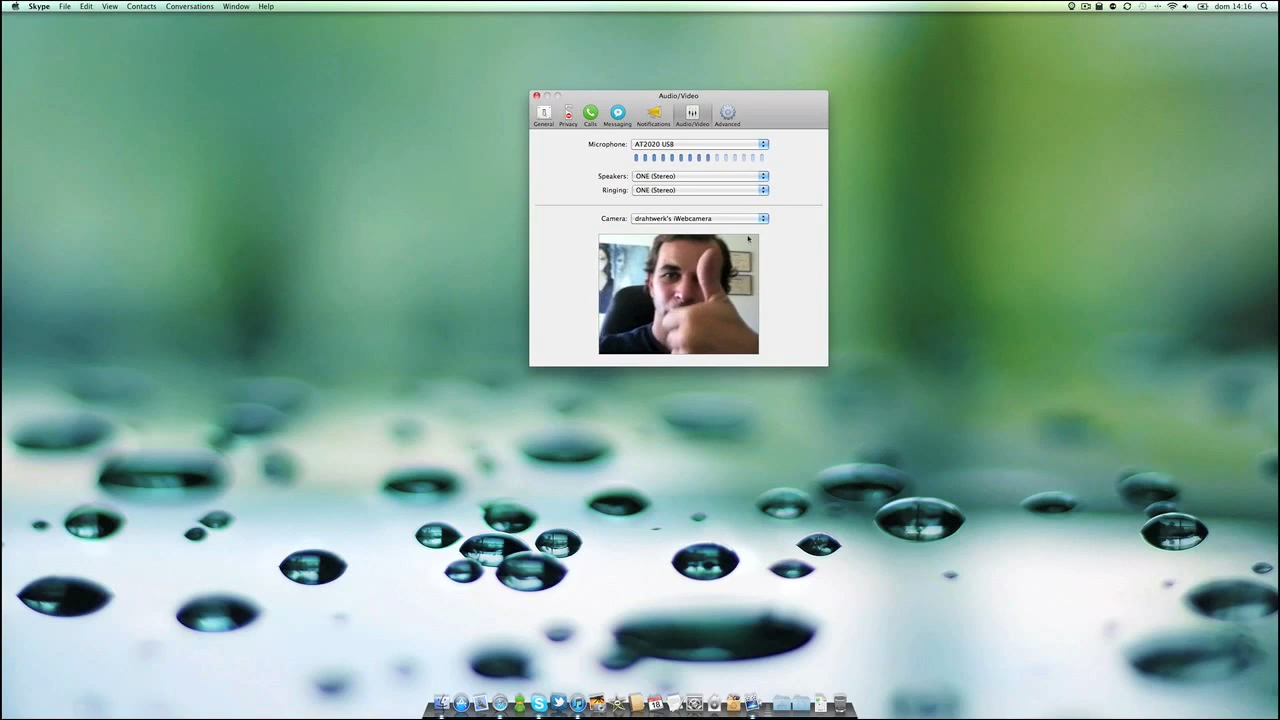 Skype File Edit View Contacts Conversations Window Help dom 14:16
Audio/Video
General Privacy Calls Messaging Notifications Audio/Video Advanced
Microphone: AT2020 USB
Speakers: ONE (Stereo)
Ringing: ONE (Stereo)
Camera: drahtwerk's iWebcamera
18